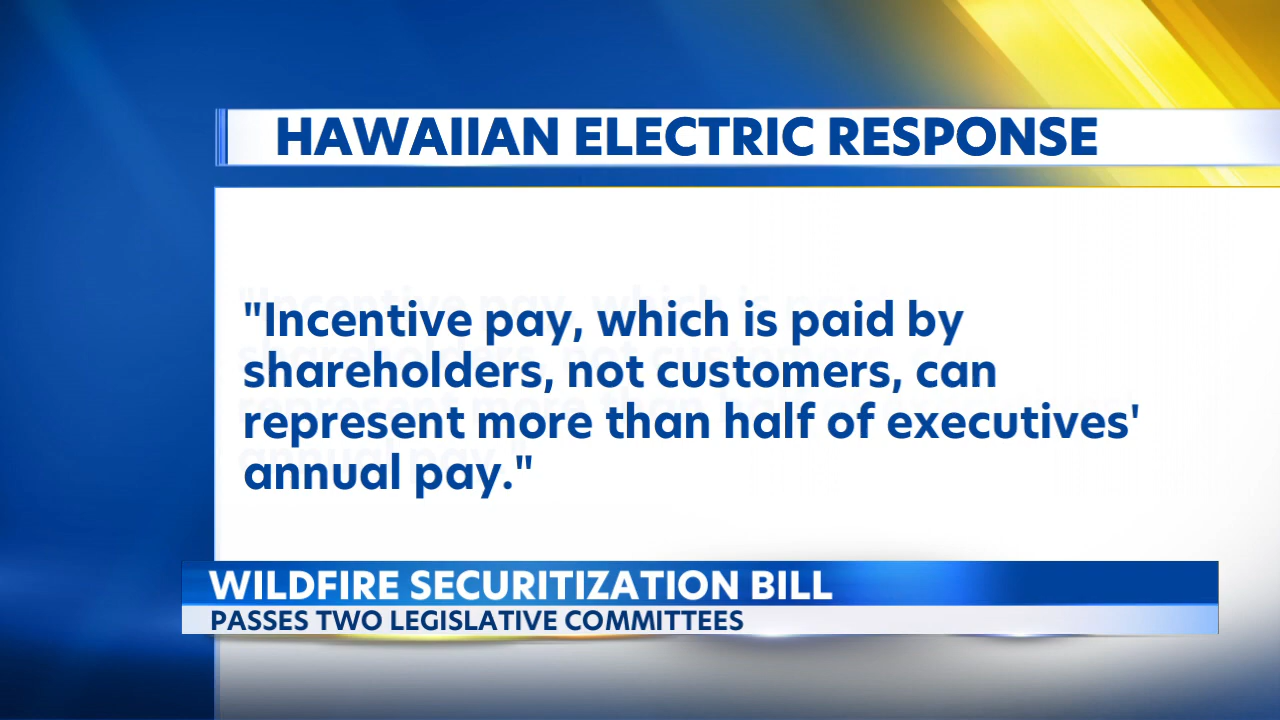 HAWAIIAN ELECTRIC RESPONSE
"Incentive pay, which is paid by
shareholders, not customers, can
represent more than half of executives'
annual pay."
WILDFIRE SECURITIZATION BILL
PASSES TWO LEGISLATIVE COMMITTEES